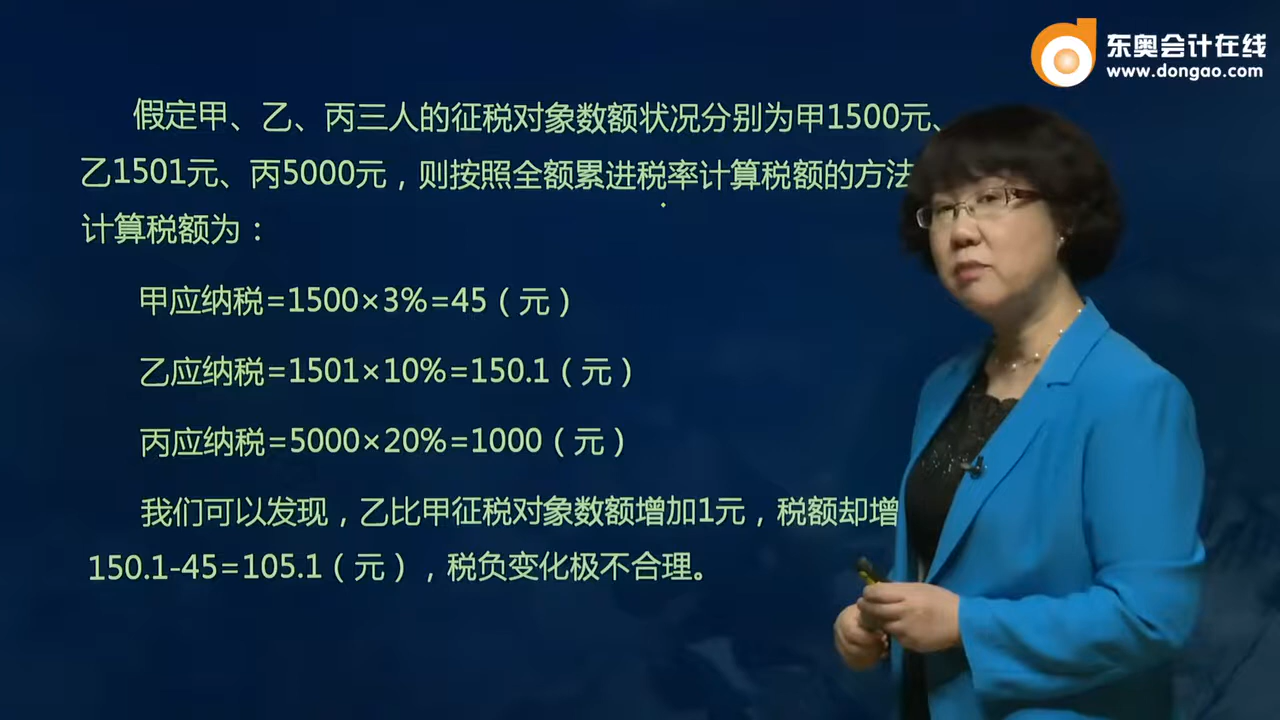 东奥会计在线
www.dongao.com
假定甲、乙、丙三人的征税对象数额状况分别为甲1500元、
乙1501元、丙5000元，则按照全额累进税率计算税额的方法
计算税额为：
甲应纳税=1500×3%=45（元）
乙应纳税=1501×10%=150.1（元）
丙应纳税=5000×20%=1000（元）
我们可以发现，乙比甲征税对象数额增加1元，税额却增
150.1-45=105.1（元），税负变化极不合理。